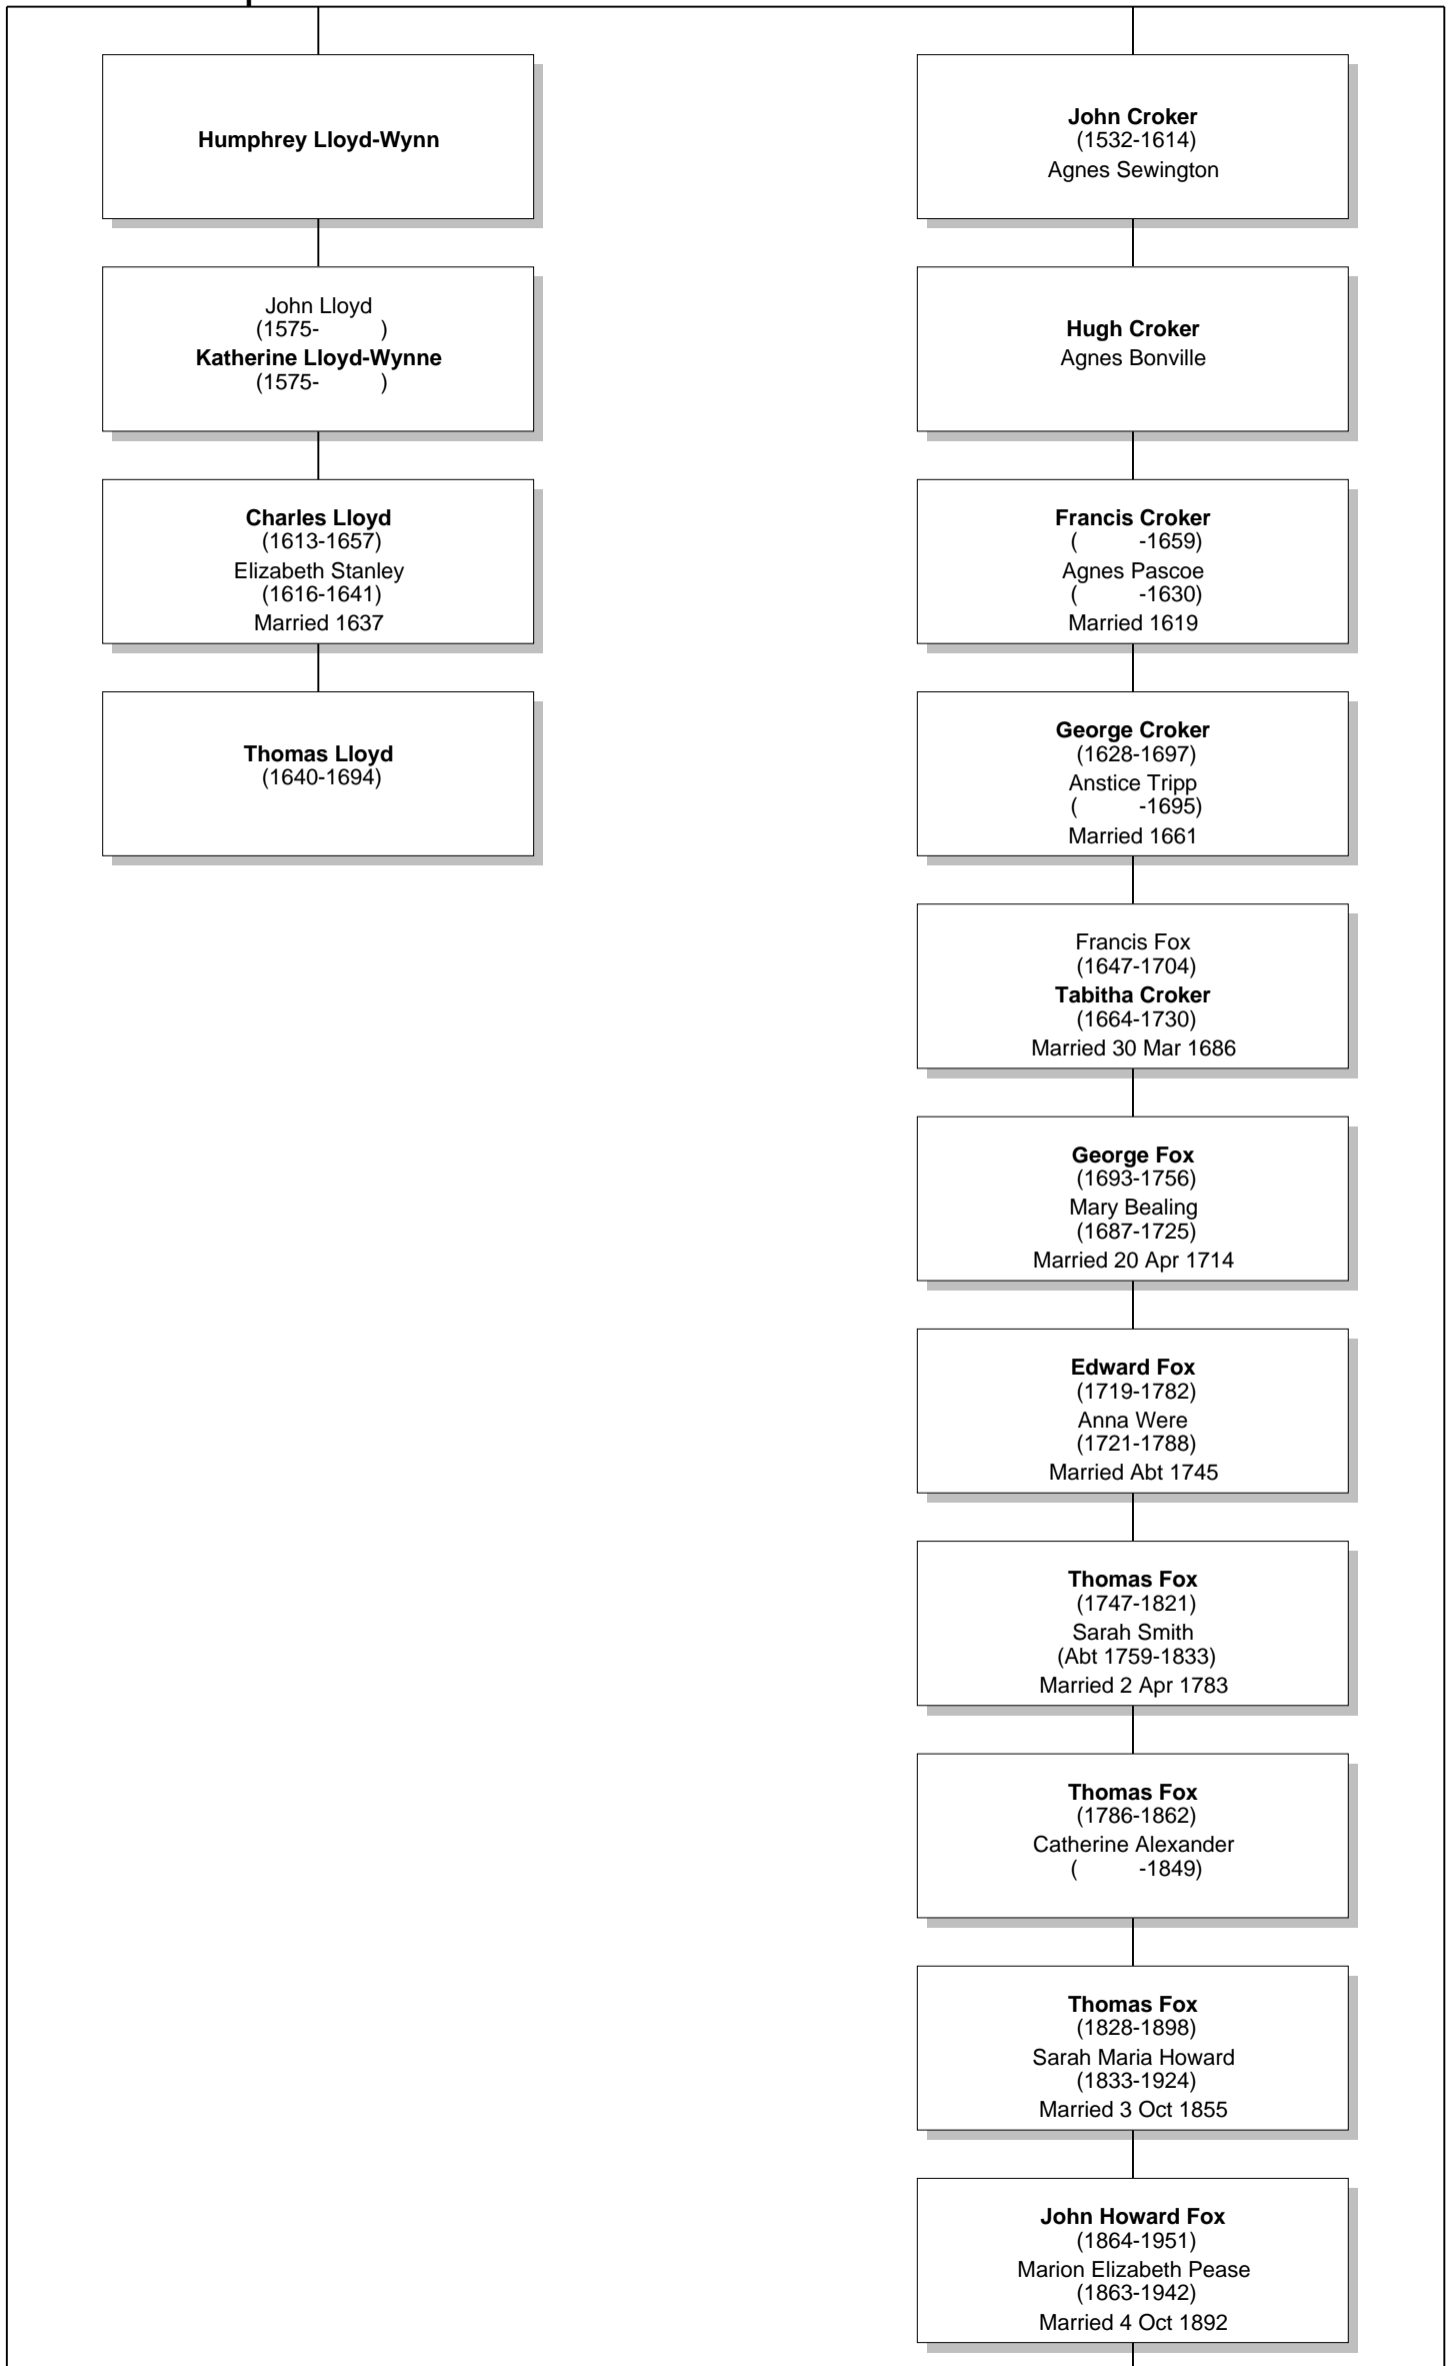 Humphrey Lloyd-Wynn
John Lloyd
(1575- )
Katherine Lloyd-Wynne
(1575- )
Charles Lloyd
(1613-1657)
Elizabeth Stanley
(1616-1641)
Married 1637
Thomas Lloyd
(1640-1694)
John Croker
(1532-1614)
Agnes Sewington
Hugh Croker
Agnes Bonville
Francis Croker
( -1659)
Agnes Pascoe
( -1630)
Married 1619
George Croker
(1628-1697)
Anstice Tripp
( -1695)
Married 1661
Francis Fox
(1647-1704)
Tabitha Croker
(1664-1730)
Married 30 Mar 1686
George Fox
(1693-1756)
Mary Bealing
(1687-1725)
Married 20 Apr 1714
Edward Fox
(1719-1782)
Anna Were
(1721-1788)
Married Abt 1745
Thomas Fox
(1747-1821)
Sarah Smith
(Abt 1759-1833)
Married 2 Apr 1783
Thomas Fox
(1786-1862)
Catherine Alexander
( -1849)
Thomas Fox
(1828-1898)
Sarah Maria Howard
(1833-1924)
Married 3 Oct 1855
John Howard Fox
(1864-1951)
Marion Elizabeth Pease
(1863-1942)
Married 4 Oct 1892